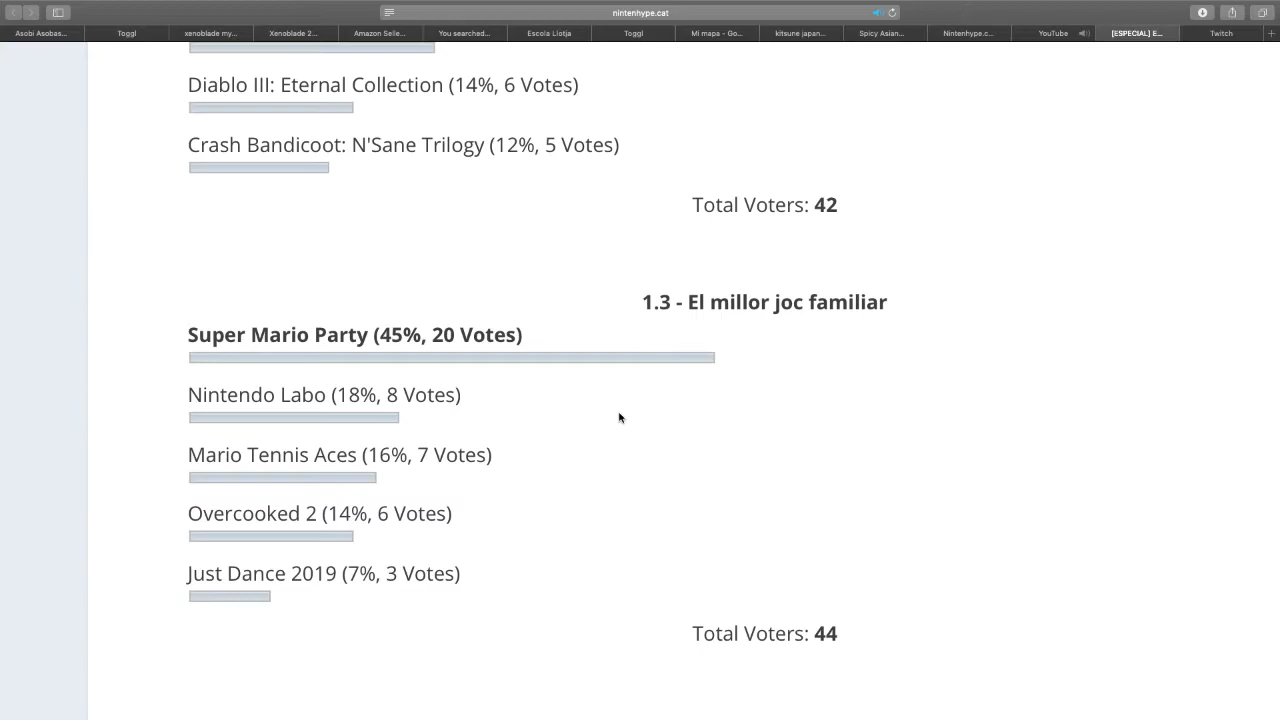 nintenhype.cat
Asobi Asobas...
Toggl
xenoblade my...
Xenoblade 2...
Amazon Selle...
You searched...
Escola Llotja
Toggl
Mi mapa - Go...
kitsune japan...
Spicy Asian...
Nintenhype.c...
YouTube
[ESPECIAL] E...
Twitch
Diablo III: Eternal Collection (14%, 6 Votes)
Crash Bandicoot: N'Sane Trilogy (12%, 5 Votes)
Total Voters: 42
1.3 - El millor joc familiar
Super Mario Party (45%, 20 Votes)
Nintendo Labo (18%, 8 Votes)
Mario Tennis Aces (16%, 7 Votes)
Overcooked 2 (14%, 6 Votes)
Just Dance 2019 (7%, 3 Votes)
Total Voters: 44